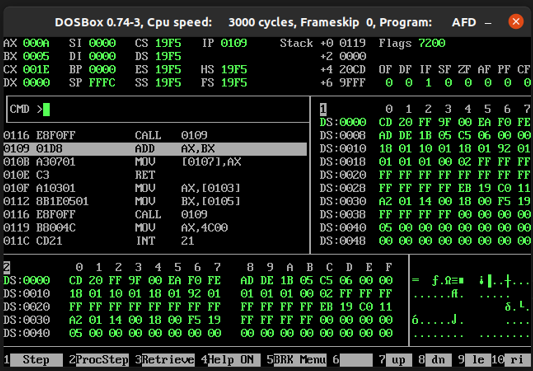 DOSBox 0.74-3, Cpu speed: 3000 cycles, Frameskip 0, Program: AFD
AX 000A SI 0000 CS 19F5 IP 0109 Stack +0 0119 Flags 7200
BX 0005 DI 0000 DS 19F5 +2 0000
CX 001E BP 0000 ES 19F5 HS 19F5 +4 20CD OF DF IF SF ZF AF PF CF
DX 0000 SP FFFC SS 19F5 FS 19F5 +6 9FFF 0 0 1 0 0 0 0 0
CMD >
1 0 1 2 3 4 5 6 7
DS:0000 CD 20 FF 9F 00 EA F0 FE
0116 E8F0FF CALL 0109 DS:0008 AD DE 1B 05 C5 06 00 00
0109 01D8 ADD AX,BX DS:0010 18 01 10 01 18 01 92 01
010B A30701 MOV [0107],AX DS:0018 01 01 01 00 02 FF FF FF
010E C3 RET DS:0020 FF FF FF FF FF FF FF FF
010F A10301 MOV AX,[0103] DS:0028 FF FF FF FF EB 19 C0 11
0112 8B1E0501 MOV BX,[0105] DS:0030 A2 01 14 00 18 00 F5 19
0116 E8F0FF CALL 0109 DS:0038 FF FF FF FF 00 00 00 00
0119 B8004C MOV AX,4C00 DS:0040 05 00 00 00 00 00 00 00
011C CD21 INT 21 DS:0048 00 00 00 00 00 00 00 00
2 0 1 2 3 4 5 6 7 8 9 A B C D E F
DS:0000 CD 20 FF 9F 00 EA F0 FE AD DE 1B 05 C5 06 00 00
DS:0010 18 01 10 01 18 01 92 01 01 01 01 00 02 FF FF FF
DS:0020 FF FF FF FF FF FF FF FF FF FF FF FF EB 19 C0 11
DS:0030 A2 01 14 00 18 00 F5 19 FF FF FF FF 00 00 00 00
DS:0040 05 00 00 00 00 00 00 00 00 00 00 00 00 00 00 00
1 Step 2 ProcStep 3 Retrieve 4 Help ON 5 BRK Menu 6 7 up 8 dn 9 le 10 ri